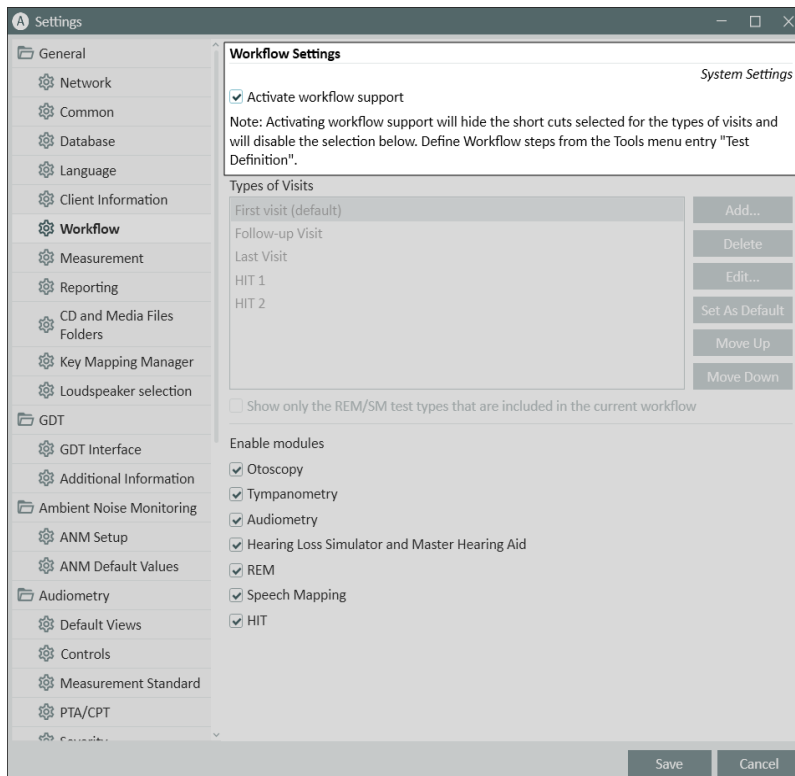 A Settings
General
Network
Common
Database
Language
Client Information
Workflow
Measurement
Reporting
CD and Media Files
Folders
Key Mapping Manager
Loudspeaker selection
GDT
GDT Interface
Additional Information
Ambient Noise Monitoring
ANM Setup
ANM Default Values
Audiometry
Default Views
Controls
Measurement Standard
PTA/CPT
Workflow Settings
System Settings
Activate workflow support
Note: Activating workflow support will hide the short cuts selected for the types of visits and
will disable the selection below. Define Workflow steps from the Tools menu entry "Test
Definition".
Types of Visits
First visit (default)
Follow-up Visit
Last Visit
HIT 1
HIT 2
Add...
Delete
Edit...
Set As Default
Move Up
Move Down
Show only the REM/SM test types that are included in the current workflow
Enable modules
Otoscopy
Tympanometry
Audiometry
Hearing Loss Simulator and Master Hearing Aid
REM
Speech Mapping
HIT
Save
Cancel